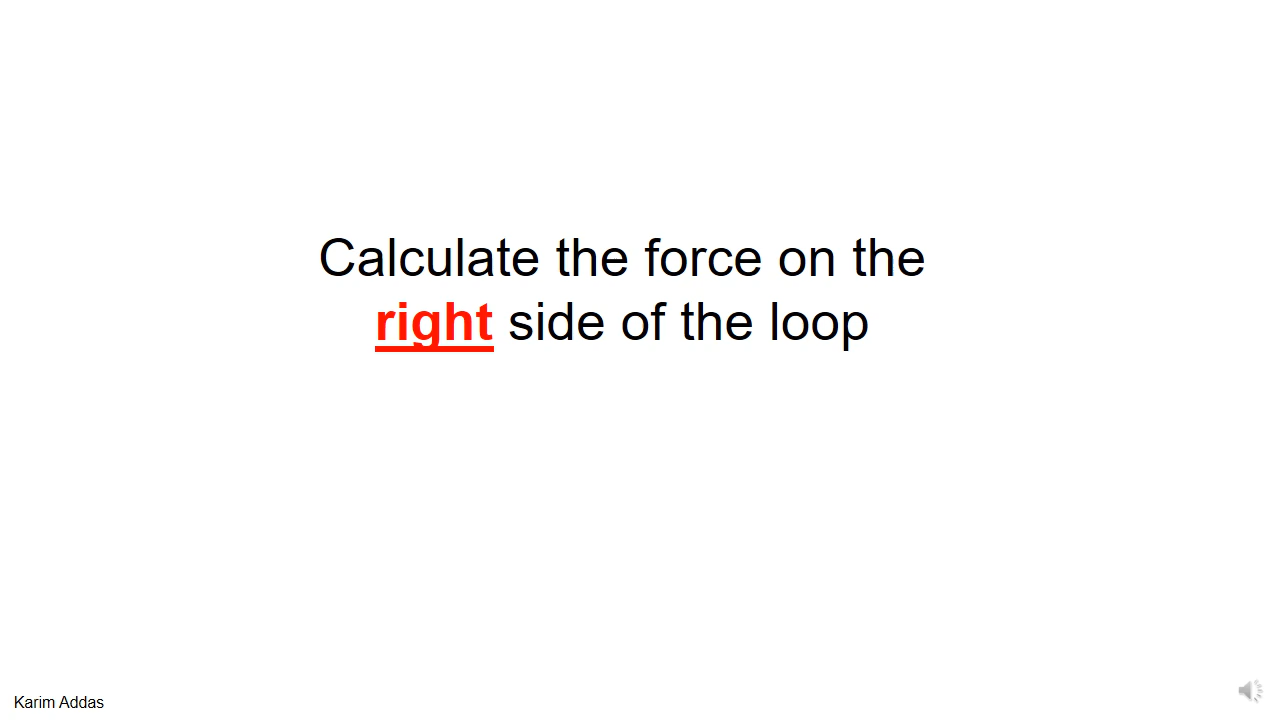 Calculate the force on the
right side of the loop
Karim Addas